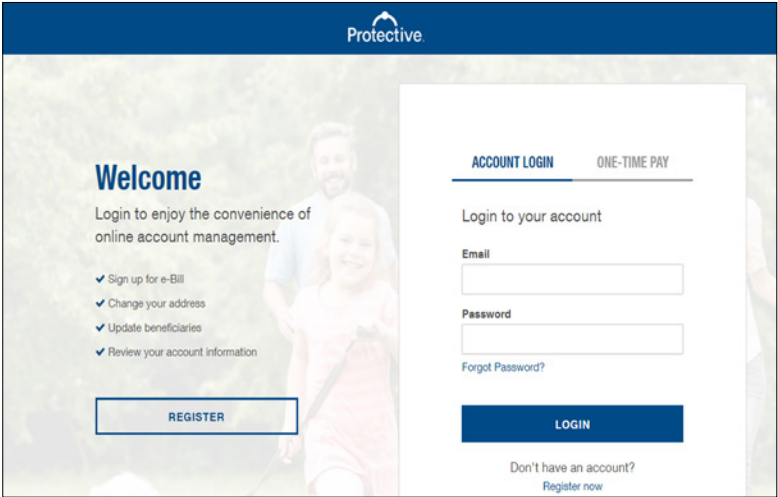 Protective.
Welcome
Login to enjoy the convenience of
online account management.
Sign up for e-Bill
Change your address
Update beneficiaries
Review your account information
REGISTER
ACCOUNT LOGIN
ONE-TIME PAY
Login to your account
Email
Password
Forgot Password?
LOGIN
Don't have an account?
Register now